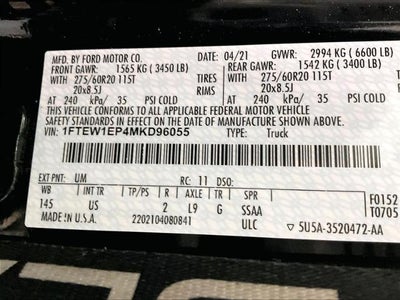 MFD. BY FORD MOTOR CO. 04/21 GVWR: 2994 KG ( 6600 LB)
FRONT GAWR: 1565 KG ( 3450 LB) REAR GAWR: 1542 KG ( 3400 LB)
275/60R20 115T TIRES WITH 275/60R20 115T TIRES
20x8.5J RIMS 20x8.5J RIMS
AT 240 kPa/ 35 PSI COLD AT 240 kPa/ 35 PSI COLD
THIS VEHICLE CONFORMS TO ALL APPLICABLE FEDERAL MOTOR VEHICLE
SAFETY STANDARDS IN EFFECT ON THE DATE OF MANUFACTURE SHOWN ABOVE.
VIN: 1FTEW1EP4MKD96055 TYPE: Truck
EXT PNT: UM RC: 11 DSO:
WB INT TR TP/PS R AXLE TR SPR F0152
145 US 2 L9 G SSAA T0705
MADE IN U.S.A. 2202104080841 ULC 5U5A-3520472-AA